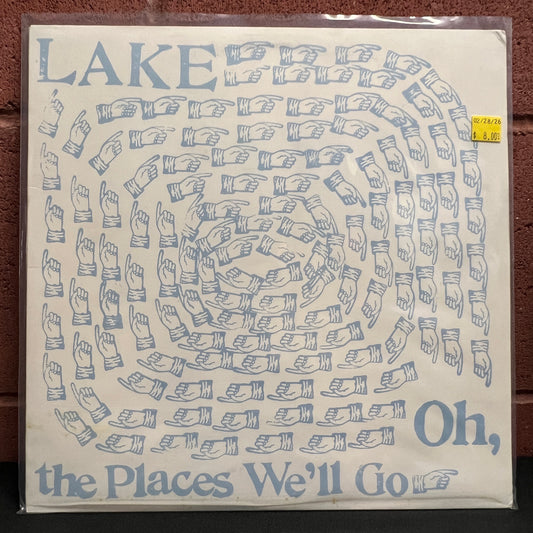 LAKE
02/28/26
$ 8.00
Oh,
the Places We'll Go